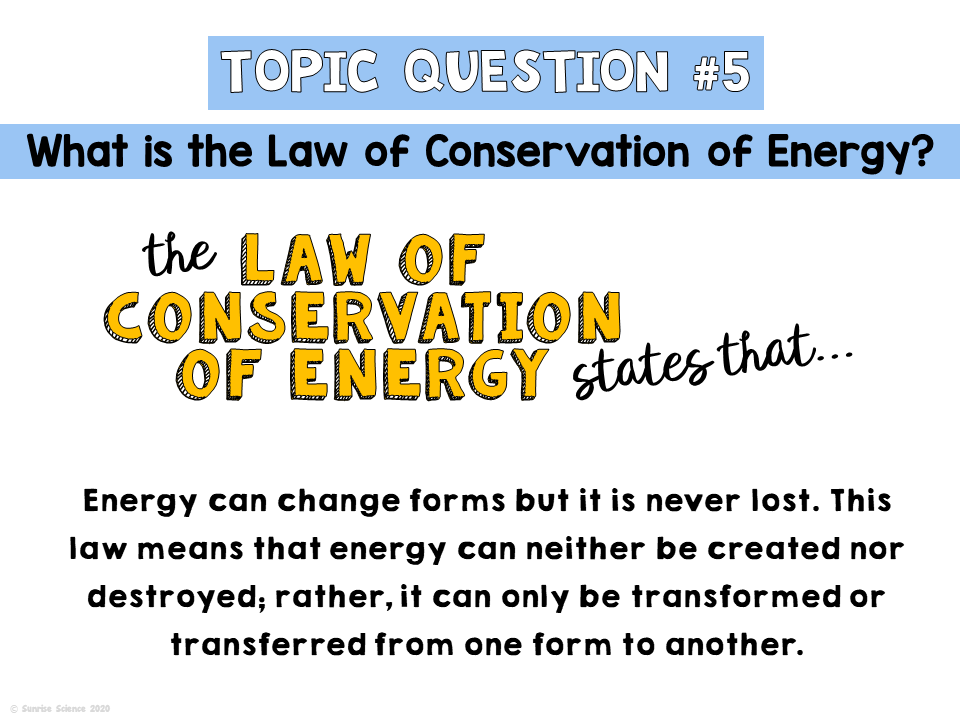 TOPIC QUESTION #5
What is the Law of Conservation of Energy?
the LAW OF
CONSERVATION
OF ENERGY states that...
Energy can change forms but it is never lost. This
law means that energy can neither be created nor
destroyed; rather, it can only be transformed or
transferred from one form to another.
© Sunrise Science 2020